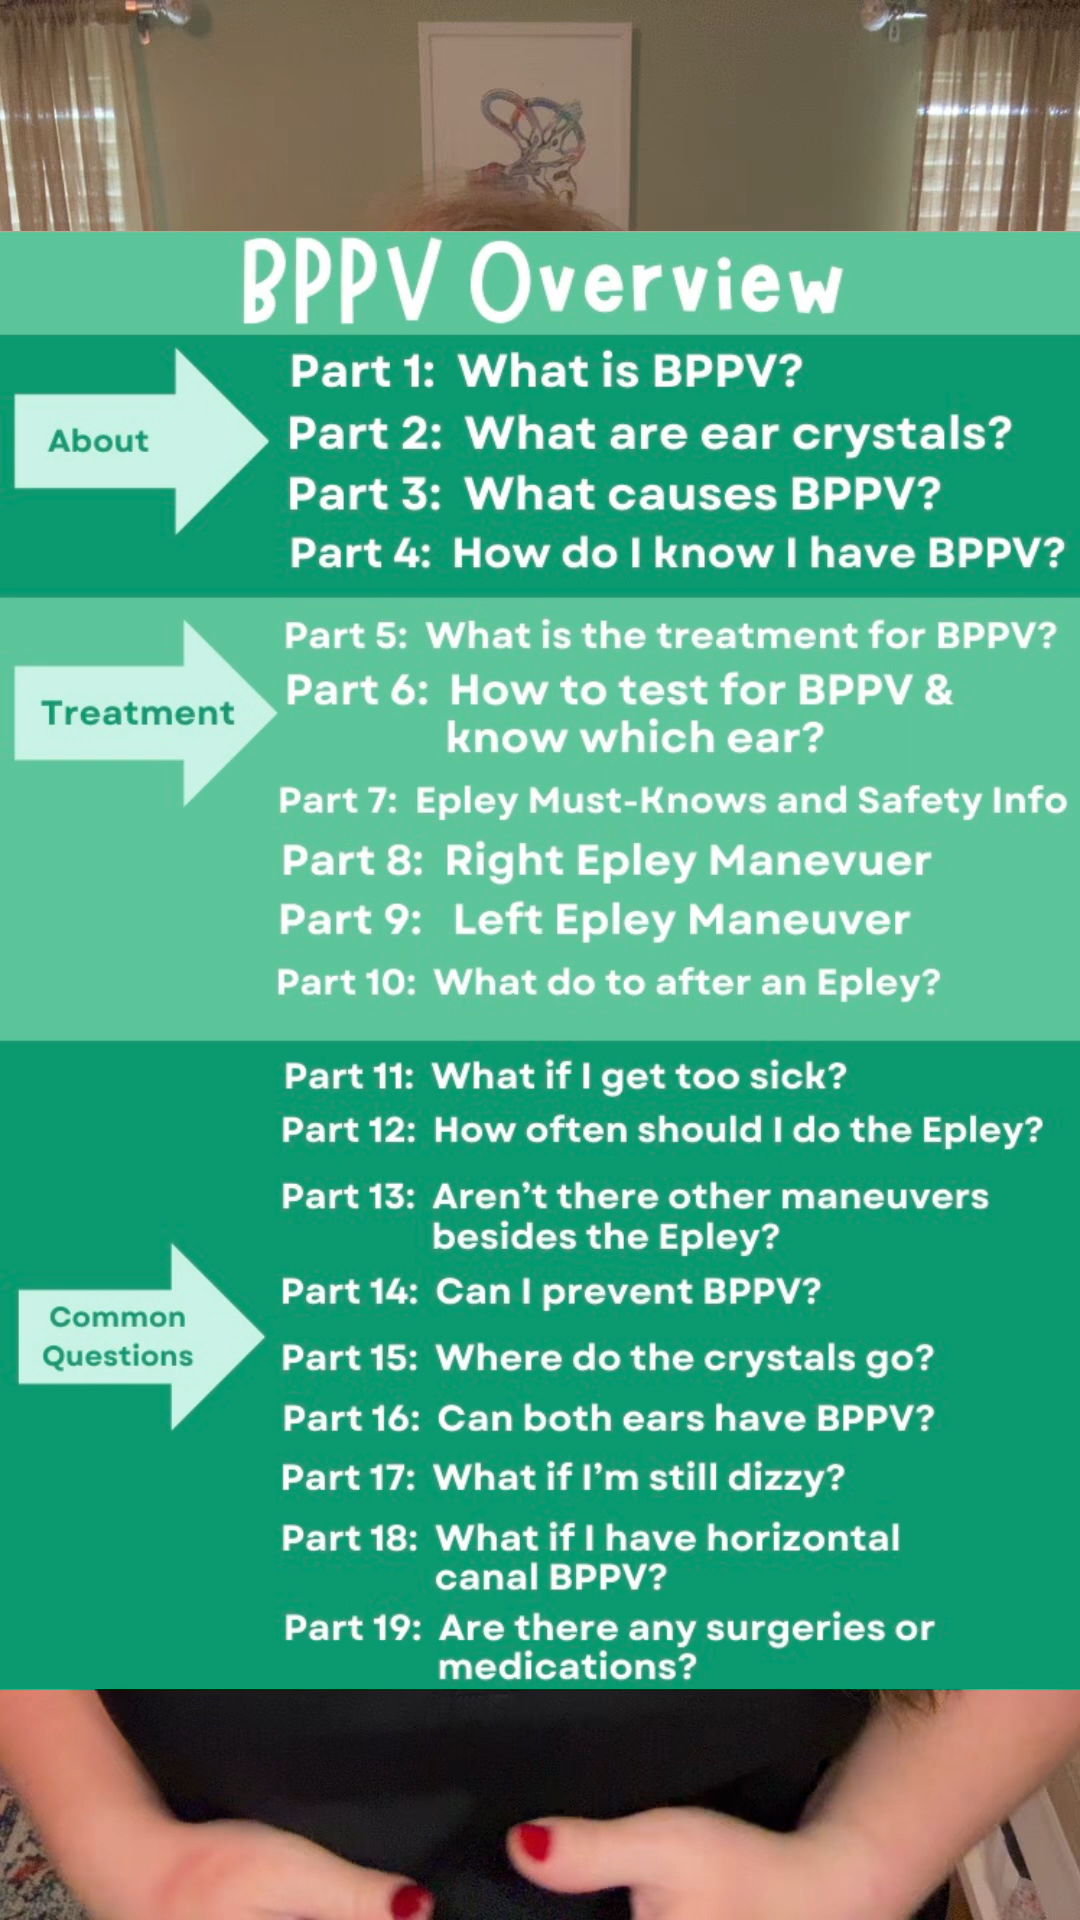 BPPV Overview
About
Part 1: What is BPPV?
Part 2: What are ear crystals?
Part 3: What causes BPPV?
Part 4: How do I know I have BPPV?
Treatment
Part 5: What is the treatment for BPPV?
Part 6: How to test for BPPV &
know which ear?
Part 7: Epley Must-Knows and Safety Info
Part 8: Right Epley Manevuer
Part 9: Left Epley Maneuver
Part 10: What do to after an Epley?
Common
Questions
Part 11: What if I get too sick?
Part 12: How often should I do the Epley?
Part 13: Aren't there other maneuvers
besides the Epley?
Part 14: Can I prevent BPPV?
Part 15: Where do the crystals go?
Part 16: Can both ears have BPPV?
Part 17: What if I'm still dizzy?
Part 18: What if I have horizontal
canal BPPV?
Part 19: Are there any surgeries or
medications?